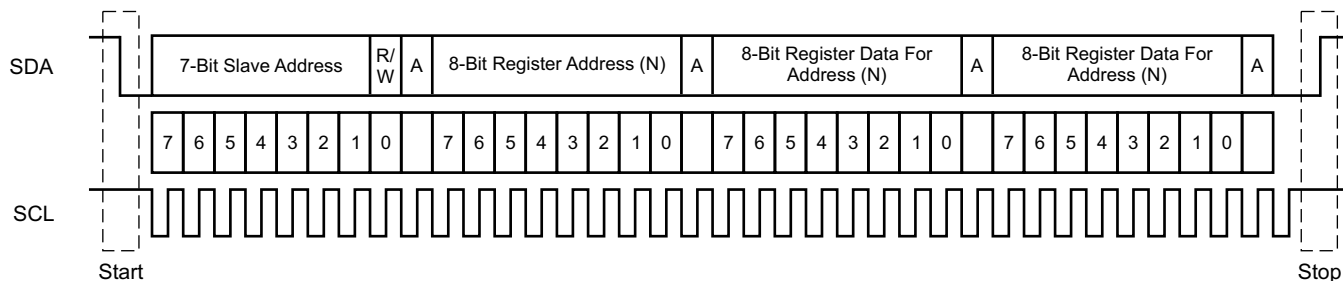 SDA
7-Bit Slave Address
R/
W
A
8-Bit Register Address (N)
A
8-Bit Register Data For
Address (N)
A
8-Bit Register Data For
Address (N)
A
7 6 5 4 3 2 1 0 7 6 5 4 3 2 1 0 7 6 5 4 3 2 1 0 7 6 5 4 3 2 1 0
SCL
Start
Stop